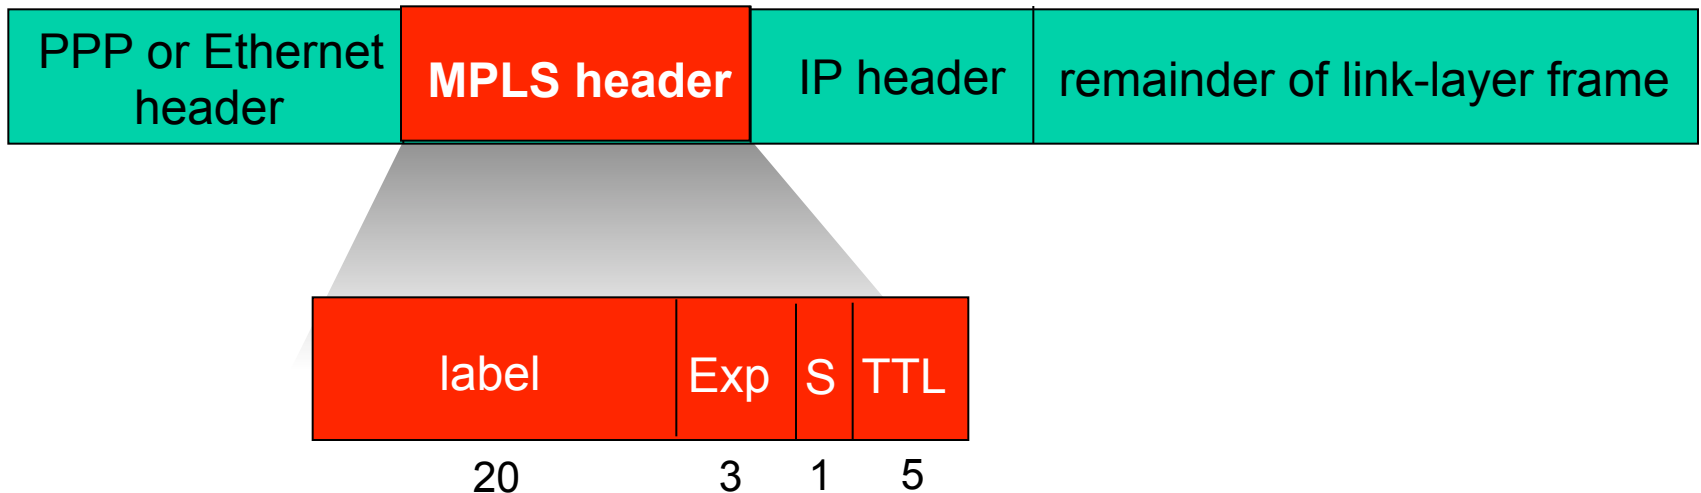 PPP or Ethernet
header
MPLS header
IP header
remainder of link-layer frame
label
Exp
S
TTL
20
3
1
5